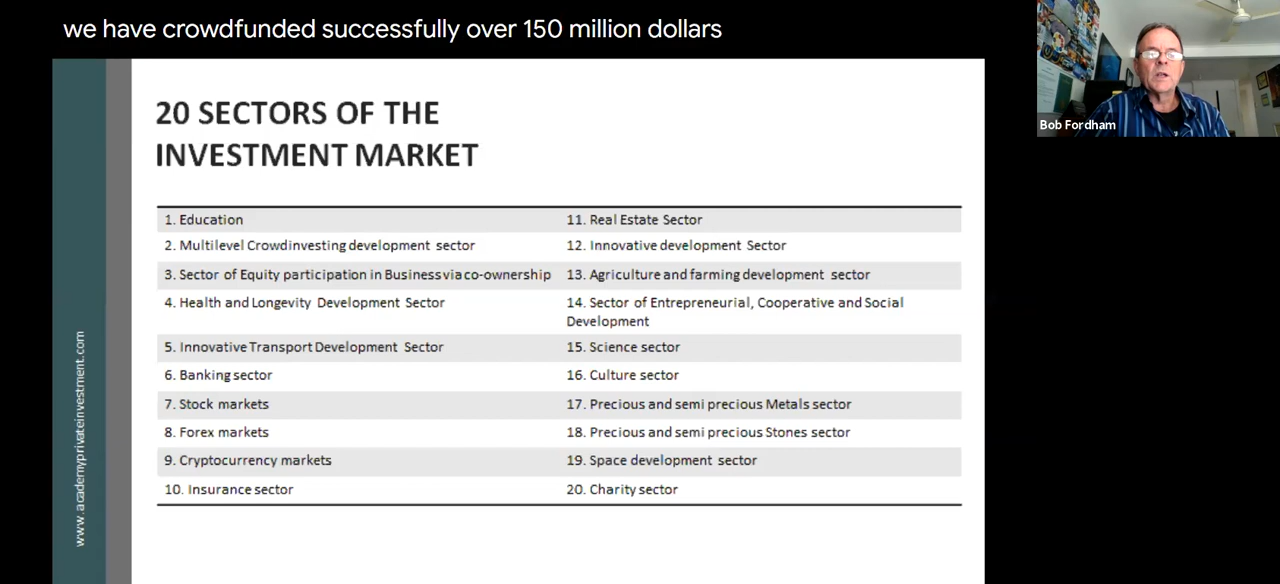 we have crowdfunded successfully over 150 million dollars
Bob Fordham
20 SECTORS OF THE
INVESTMENT MARKET
1. Education
11. Real Estate Sector
2. Multilevel Crowdinvesting development sector
12. Innovative development Sector
3. Sector of Equity participation in Business via co-ownership
13. Agriculture and farming development sector
4. Health and Longevity Development Sector
14. Sector of Entrepreneurial, Cooperative and Social
Development
5. Innovative Transport Development Sector
15. Science sector
6. Banking sector
16. Culture sector
7. Stock markets
17. Precious and semi precious Metals sector
8. Forex markets
18. Precious and semi precious Stones sector
9. Cryptocurrency markets
19. Space development sector
10. Insurance sector
20. Charity sector
www.academyprivateinvestment.com